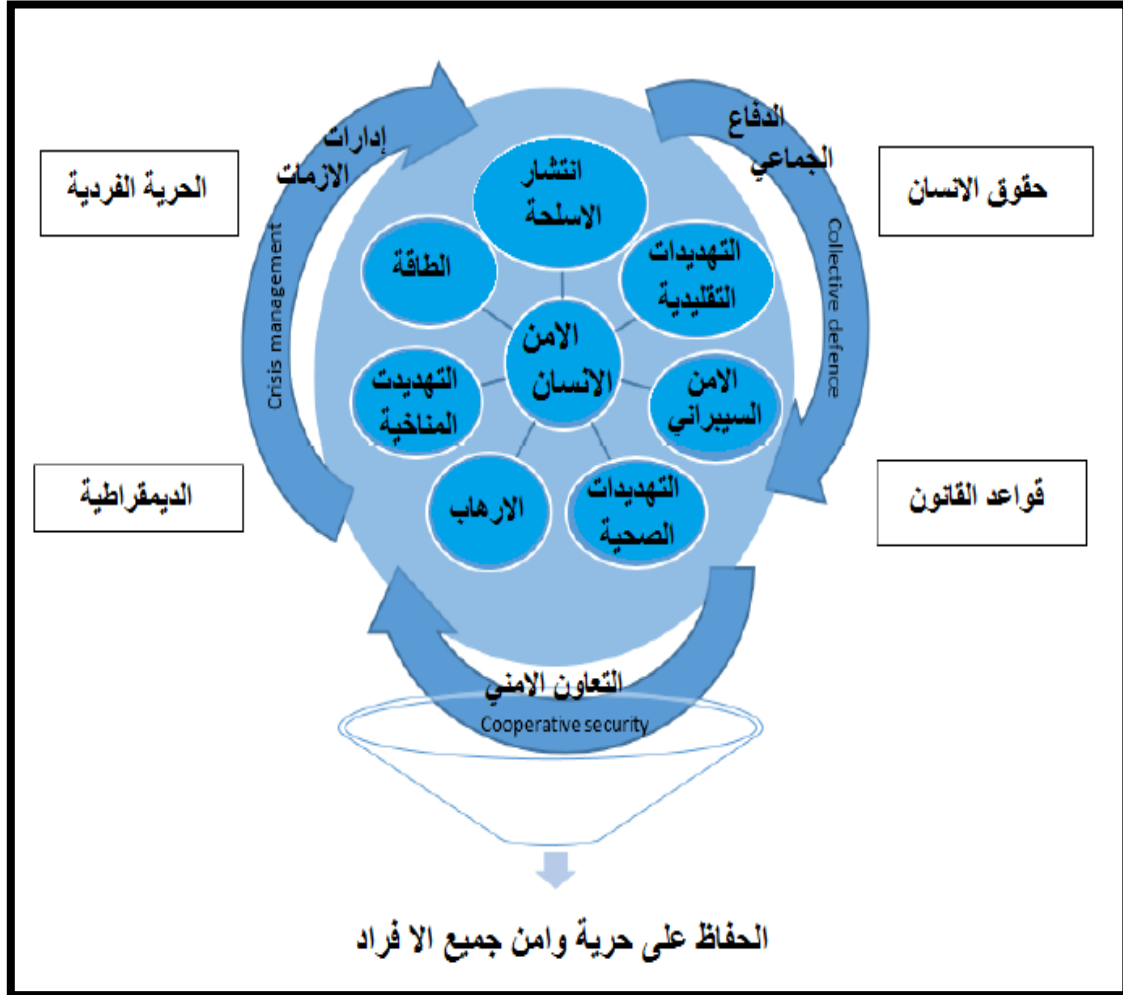 إدارات
الازمات
Crisis management
الدفاع
الجماعي
Collective defence
الحرية الفردية
حقوق الانسان
انتشار
الاسلحة
الطاقة
التهديدات
التقليدية
الامن
الانسان
التهديدت
المناخية
الامن
السيبراني
الارهاب
التهديدات
الصحية
الديمقراطية
قواعد القانون
التعاون الامني
Cooperative security
الحفاظ على حرية وامن جميع الا فراد